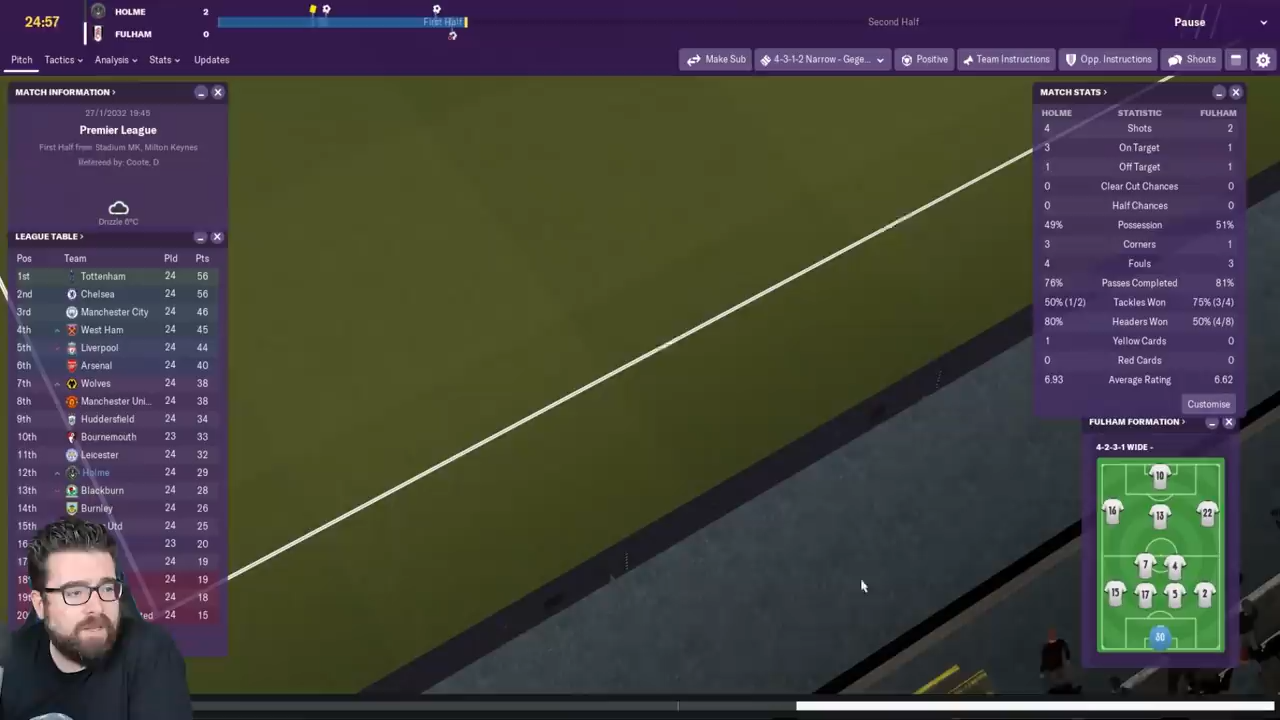 24:57
HOLME 2
FULHAM 0
First Half
Second Half
Pause
Pitch
Tactics
Analysis
Stats
Updates
Make Sub
4-3-1-2 Narrow - Gege...
Positive
Team Instructions
Opp. Instructions
Shouts
MATCH INFORMATION
27/1/2032 19:45
Premier League
First Half from Stadium MK, Milton Keynes
Refereed by: Coote, D
Drizzle 6°C
LEAGUE TABLE
Pos Team Pld Pts
1st Tottenham 24 56
2nd Chelsea 24 56
3rd Manchester City 24 46
4th West Ham 24 45
5th Liverpool 24 44
6th Arsenal 24 40
7th Wolves 24 38
8th Manchester Uni... 24 38
9th Huddersfield 24 34
10th Bournemouth 23 33
11th Leicester 24 32
12th Holme 24 29
13th Blackburn 24 28
14th Burnley 24 26
15th Utd 24 25
16 23 20
17 24 19
18 24 19
19 24 18
20 ted 24 15
MATCH STATS
HOLME STATISTIC FULHAM
4 Shots 2
3 On Target 1
1 Off Target 1
0 Clear Cut Chances 0
0 Half Chances 0
49% Possession 51%
3 Corners 1
4 Fouls 3
76% Passes Completed 81%
50% (1/2) Tackles Won 75% (3/4)
80% Headers Won 50% (4/8)
1 Yellow Cards 0
0 Red Cards 0
6.93 Average Rating 6.62
Customise
FULHAM FORMATION
4-2-3-1 WIDE -
10
16 13 22
7 4
15 17 5 2
30